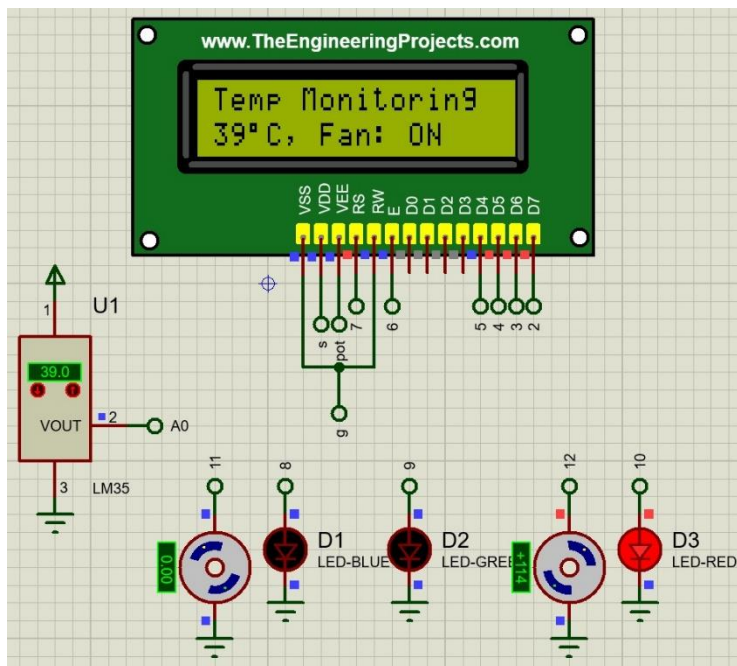 www.TheEngineeringProjects.com
Temp Monitoring
39°C, Fan: ON
VSS VDD VEE RS RW E D0 D1 D2 D3 D4 D5 D6 D7
7 6 5 4 3 2
s pot
g
1
U1
39.0
VOUT
2
A0
3
LM35
11 8 9 12 10
0.00
D1
LED-BLUE
D2
LED-GREE
+114
D3
LED-RED